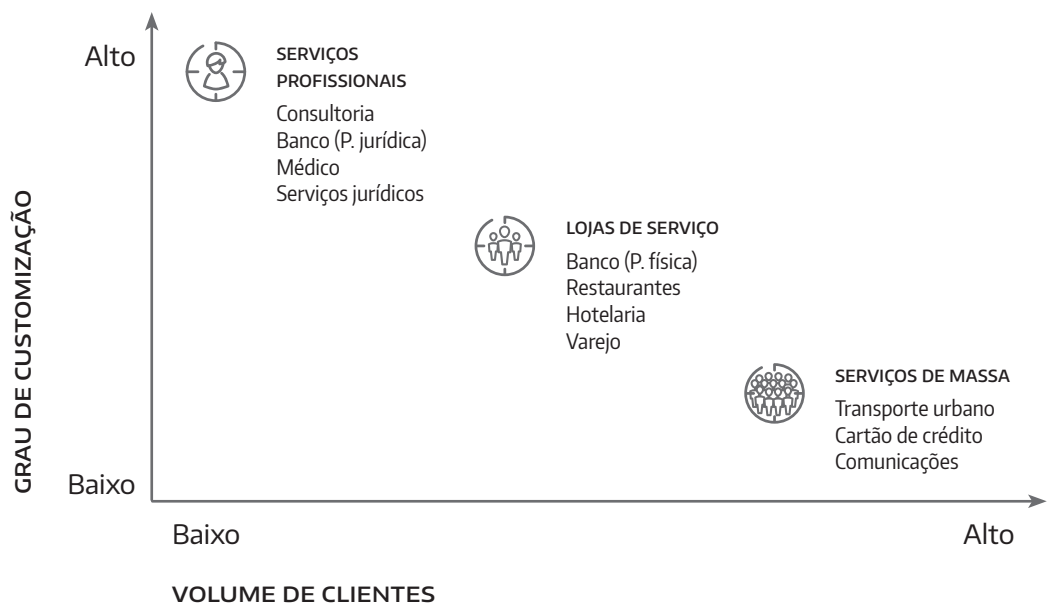 Alto
SERVIÇOS
PROFISSIONAIS
Consultoria
Banco (P. jurídica)
Médico
Serviços jurídicos
LOJAS DE SERVIÇO
Banco (P. física)
Restaurantes
Hotelaria
Varejo
SERVIÇOS DE MASSA
Transporte urbano
Cartão de crédito
Comunicações
GRAU DE CUSTOMIZAÇÃO
Baixo
Baixo
Alto
VOLUME DE CLIENTES